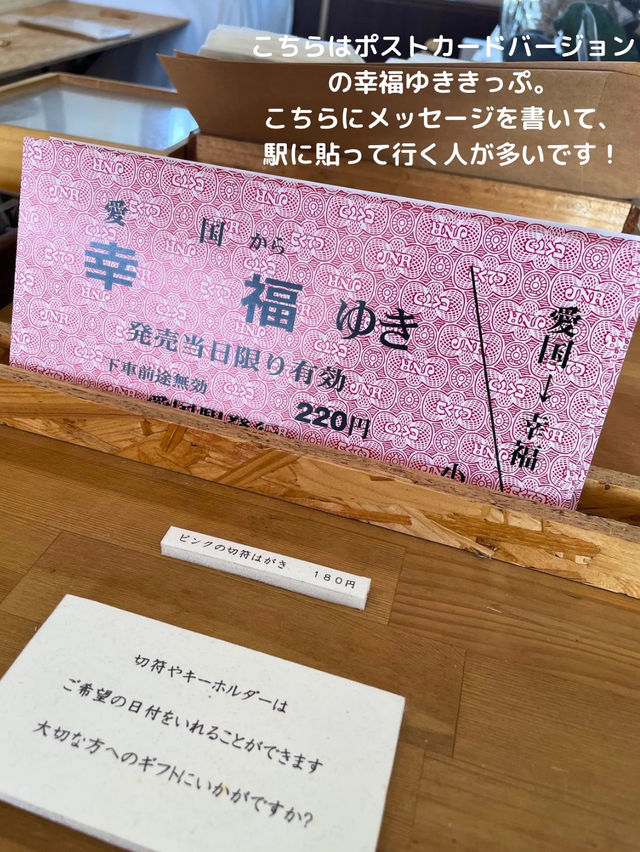 こちらはポストカードバージョン
の幸福ゆききっぷ。
こちらにメッセージを書いて、
駅に貼って行く人が多いです!
愛 国 から
幸 福 ゆき
発売当日限り有効
下車前途無効
220円
愛国→幸福
小
ピンクの切符はがき 180円
切符やキーホルダーは
ご希望の日付をいれることができます
大切な方へのギフトにいかがですか?